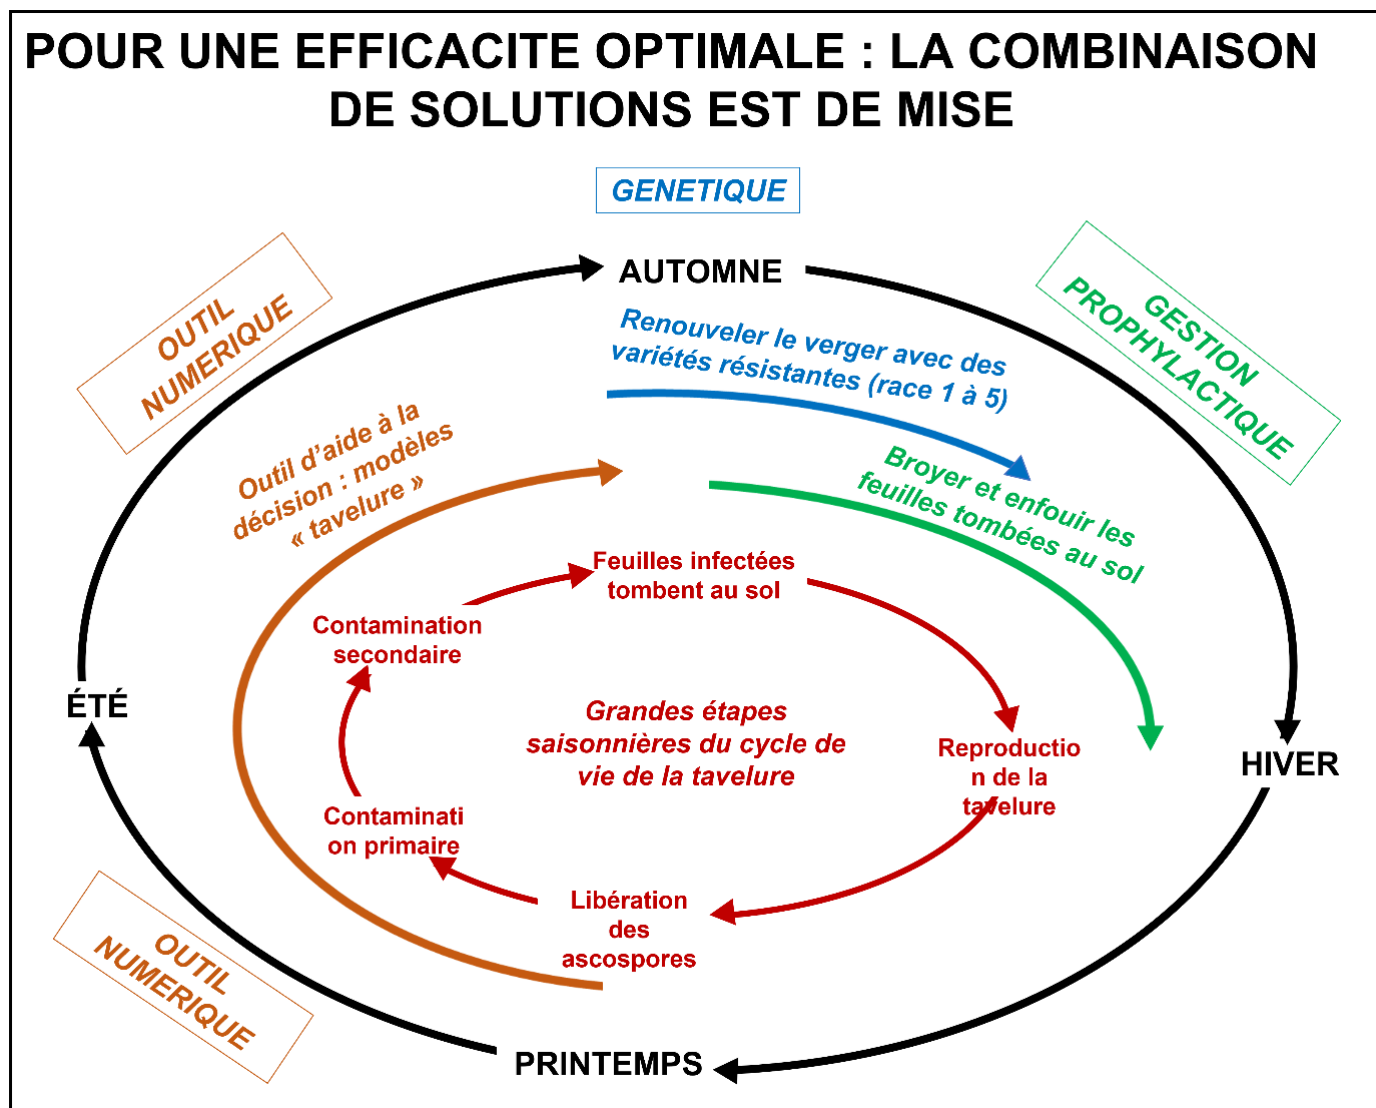 POUR UNE EFFICACITE OPTIMALE : LA COMBINAISON
DE SOLUTIONS EST DE MISE
GENETIQUE
AUTOMNE
OUTIL
NUMERIQUE
GESTION
PROPHYLACTIQUE
Renouveler le verger avec des
variétés résistantes (race 1 à 5)
Outil d’aide à la
décision : modèles
« tavelure »
Broyer et enfouir les
feuilles tombées au sol
Feuilles infectées
tombent au sol
Contamination
secondaire
ÉTÉ
Grandes étapes
saisonnières du cycle de
vie de la tavelure
Reproductio
n de la
tavelure
HIVER
Contaminati
on primaire
Libération
des
ascospores
OUTIL
NUMERIQUE
PRINTEMPS